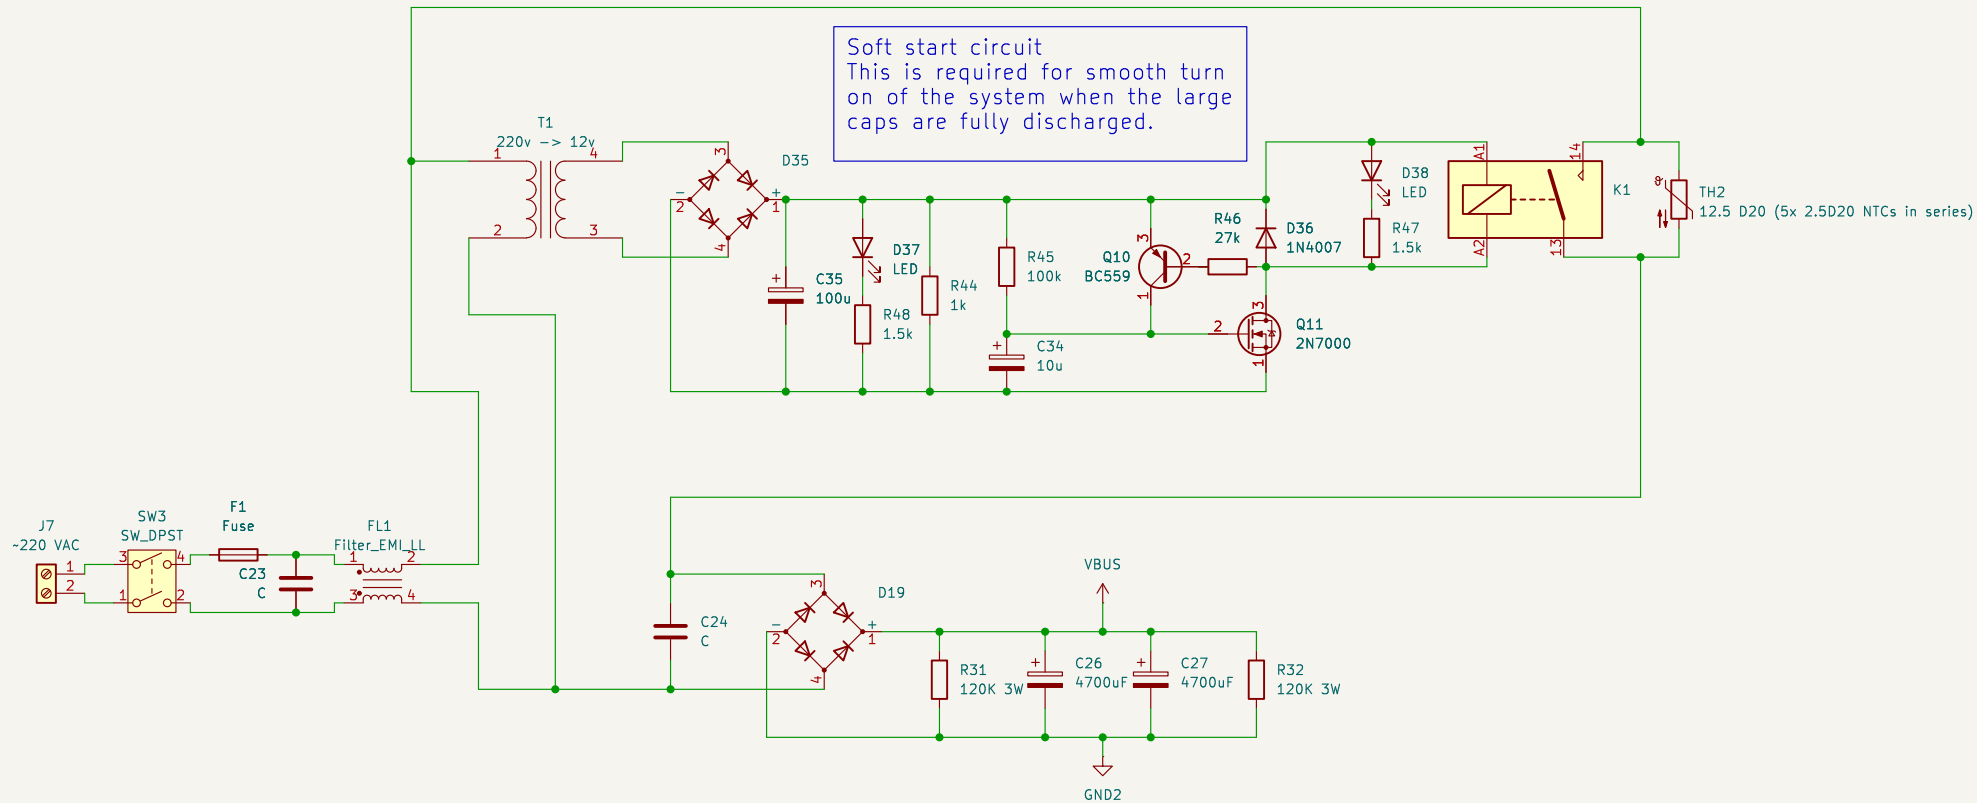 Soft start circuit
This is required for smooth turn
on of the system when the large
caps are fully discharged.
T1
220v -> 12v
1
4
2
3
3
D35
-
2
+
1
4
+
C35
100u
D37
LED
R48
1.5k
R44
1k
R45
100k
+
C34
10u
3
Q10
BC559
2
1
R46
27k
D36
1N4007
3
2
Q11
2N7000
1
D38
LED
R47
1.5k
A1
14
K1
A2
13
θ
TH2
12.5 D20 (5x 2.5D20 NTCs in series)
J7
~220 VAC
1
2
SW3
SW_DPST
3
4
1
2
F1
Fuse
C23
C
FL1
Filter_EMI_LL
1
2
3
4
C24
C
3
D19
-
2
+
1
4
VBUS
R31
120K 3W
+
C26
4700uF
+
C27
4700uF
R32
120K 3W
GND2